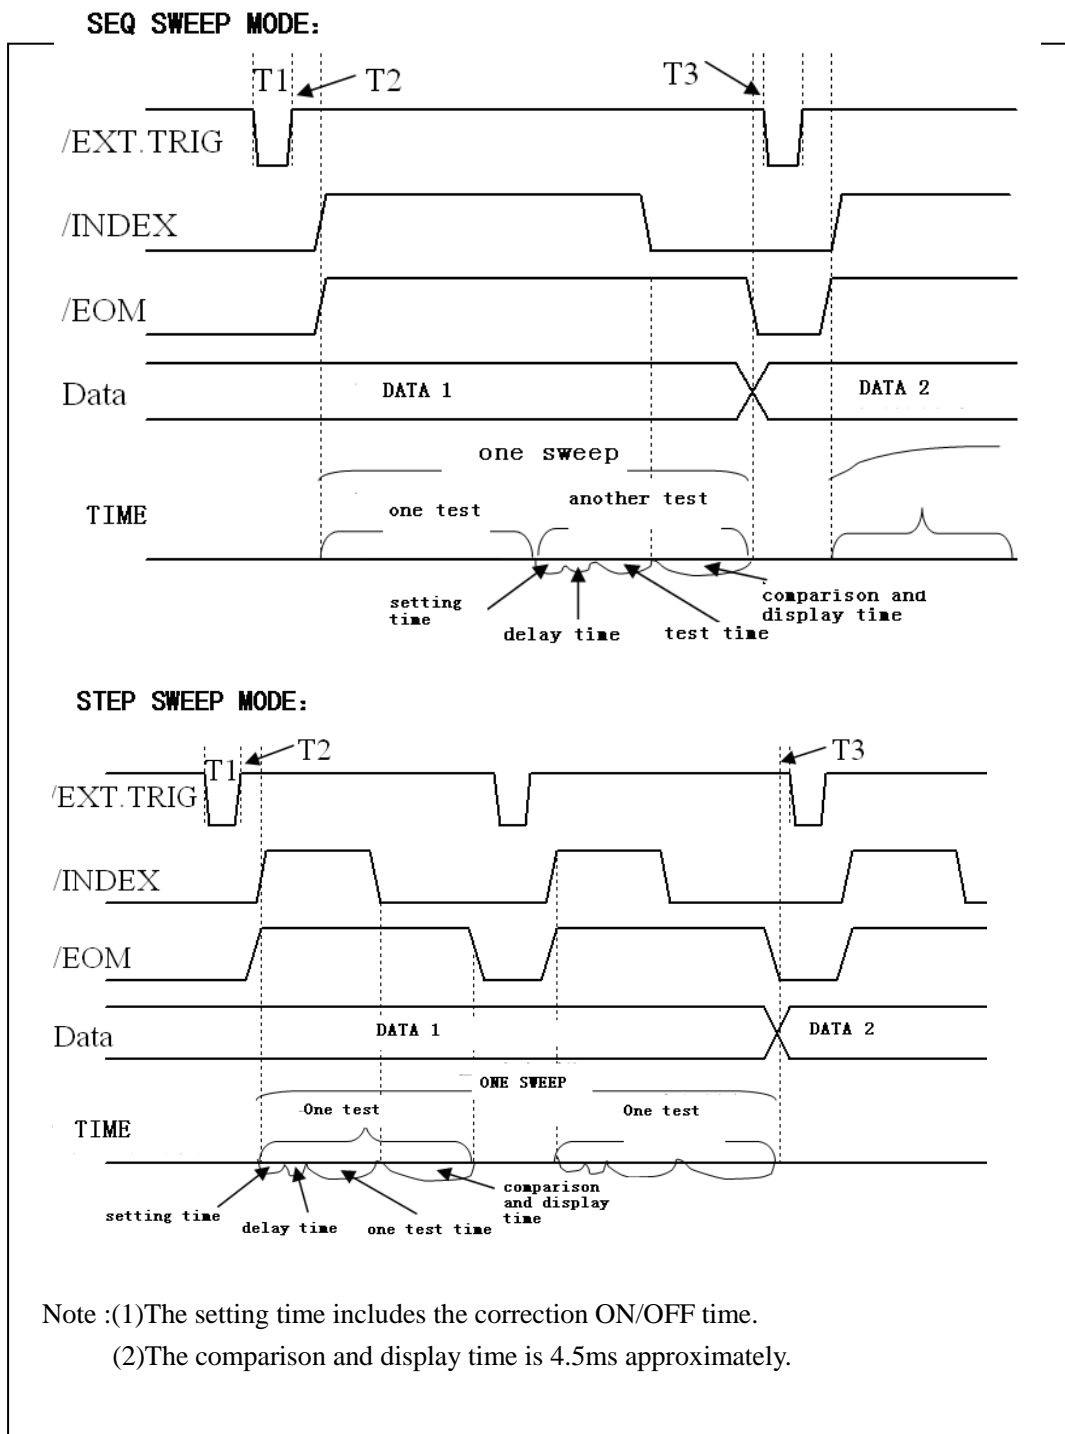 SEQ SWEEP MODE:
T1
T2
T3
/EXT.TRIG
/INDEX
/EOM
Data
DATA 1
DATA 2
one sweep
another test
one test
TIME
setting
time
delay time
test time
comparison and
display time
STEP SWEEP MODE:
T1
T2
T3
/EXT.TRIG
/INDEX
/EOM
Data
DATA 1
DATA 2
ONE SWEEP
One test
One test
TIME
setting time
delay time
one test time
comparison
and display
time
Note :(1)The setting time includes the correction ON/OFF time.
(2)The comparison and display time is 4.5ms approximately.